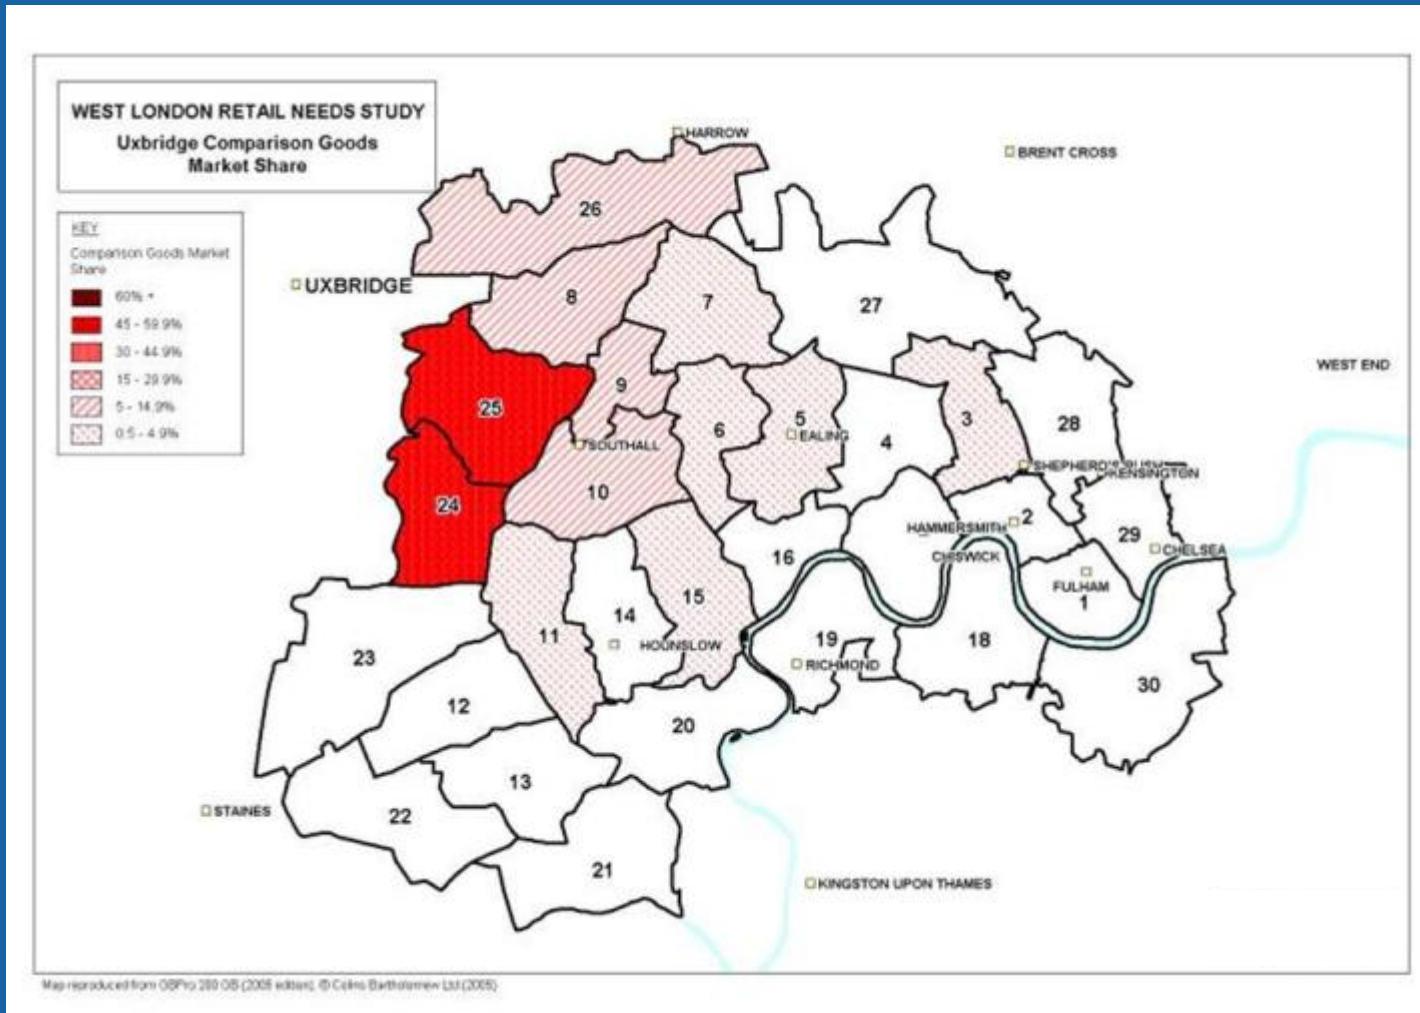 WEST LONDON RETAIL NEEDS STUDY
Uxbridge Comparison Goods
Market Share
KEY
Comparison Goods Market
Share
60% +
45 - 59.9%
30 - 44.9%
15 - 29.9%
5 - 14.9%
0.5 - 4.9%
HARROW
BRENT CROSS
26
UXBRIDGE
8
7
27
WEST END
9
25
6
5
EALING
4
3
28
SOUTHALL
SHEPHERD'S BUSH
KENSINGTON
10
24
HAMMERSMITH
2
29
CHELSEA
16
CHISWICK
FULHAM
1
11
14
15
HOUNSLOW
23
19
RICHMOND
18
30
12
20
13
22
STAINES
21
KINGSTON UPON THAMES
Map reproduced from GBPro 200 GB (2005 edition), © Collins Bartholomew Ltd (2005)